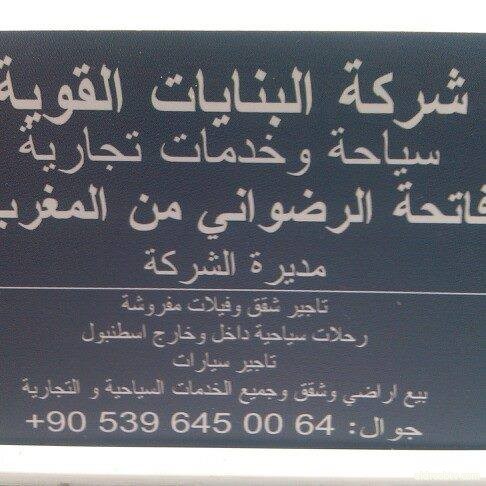 شركة البنايات القوية
سياحة وخدمات تجارية
فاتحة الرضواني من المغرب
مديرة الشركة
تاجير شقق وفيلات مفروشة
رحلات سياحية داخل وخارج اسطنبول
تاجير سيارات
بيع اراضي وشقق وجميع الخدمات السياحية و التجارية
جوال: 64 00 645 539 90+